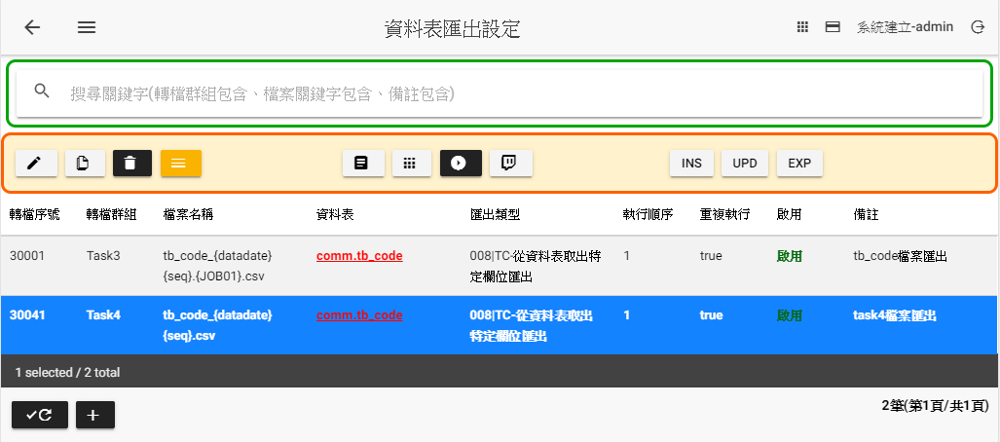 資料表匯出設定
系統建立-admin
搜尋關鍵字(轉檔群組包含、檔案關鍵字包含、備註包含)
INS UPD EXP
轉檔序號 轉檔群組 檔案名稱 資料表 匯出類型 執行順序 重複執行 啟用 備註
30001 Task3 tb_code_{datadate} comm.tb_code 008|TC-從資料表取出特 1 true 啟用 tb_code檔案匯出
{seq}.{JOB01}.csv 定欄位匯出
30041 Task4 tb_code_{datadate} comm.tb_code 008|TC-從資料表取出 1 true 啟用 task4檔案匯出
{seq}.csv 特定欄位匯出
1 selected / 2 total
2筆(第1頁/共1頁)